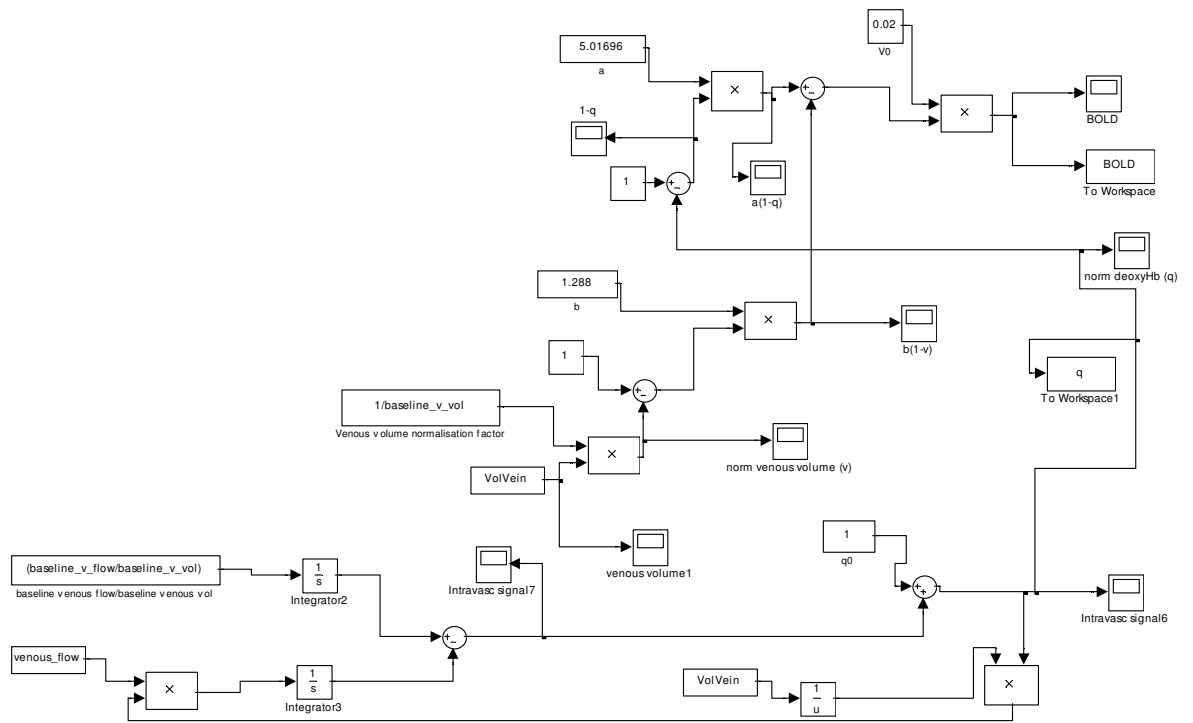 0.02
V0
5.01696
a
×
+
−
×
BOLD
1-q
BOLD
To Workspace
1
+
−
a(1-q)
norm deoxyHb (q)
1.288
b
×
b(1-v)
1
+
−
q
To Workspace1
1/baseline_v_vol
Venous volume normalisation factor
×
norm venous volume (v)
VolVein
venous volume1
1
q0
Intravasc signal7
(baseline_v_flow/baseline_v_vol)
baseline venous flow/baseline venous vol
1
s
Integrator2
+
+
Intravasc signal6
+
−
venous_flow
×
1
s
Integrator3
VolVein
1
u
×